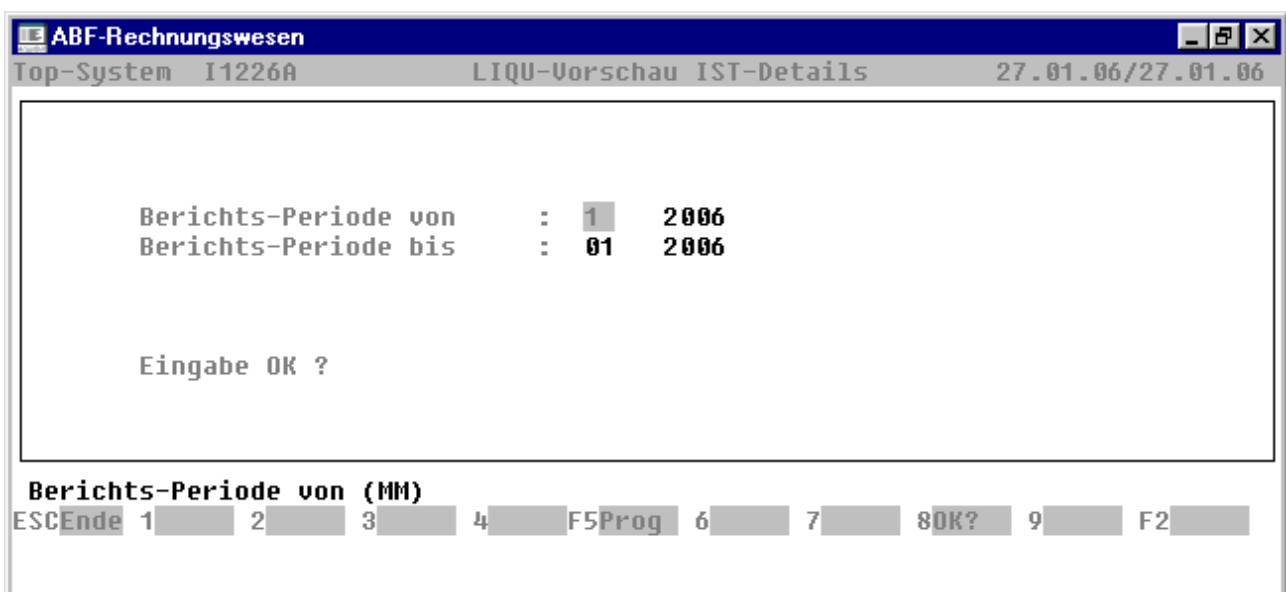 ABF-Rechnungswesen
Top-System I1226A LIQU-Vorschau IST-Details 27.01.06/27.01.06
Berichts-Periode von : 1 2006
Berichts-Periode bis : 01 2006
Eingabe OK ?
Berichts-Periode von (MM)
ESCEnde 1 2 3 4 F5Prog 6 7 8OK? 9 F2